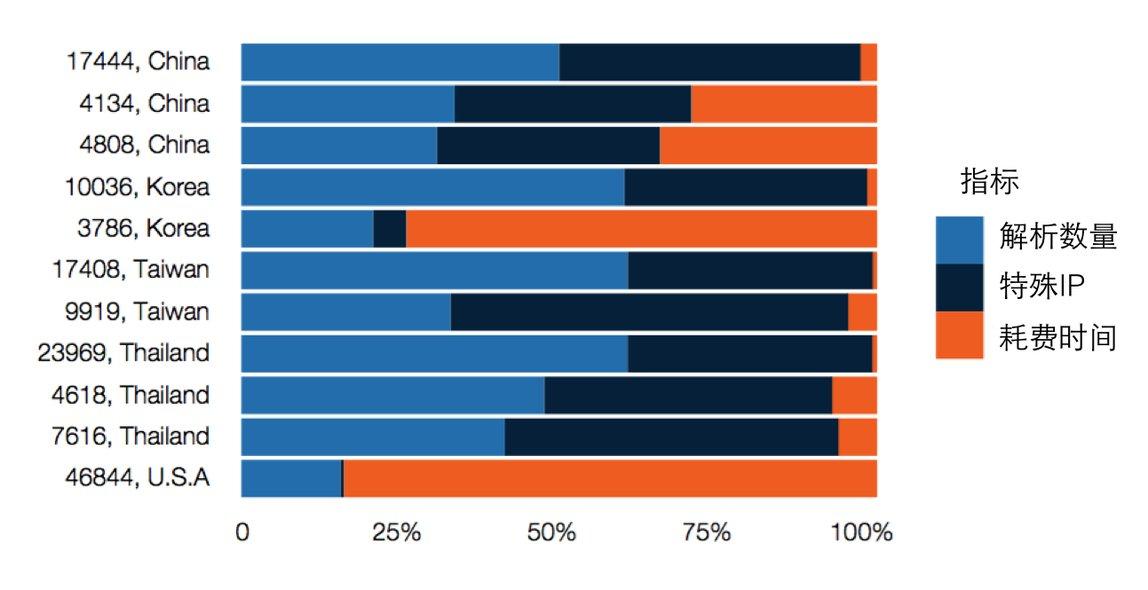 17444, China
4134, China
4808, China
10036, Korea
3786, Korea
17408, Taiwan
9919, Taiwan
23969, Thailand
4618, Thailand
7616, Thailand
46844, U.S.A
0 25% 50% 75% 100%
指标
解析数量
特殊IP
耗费时间